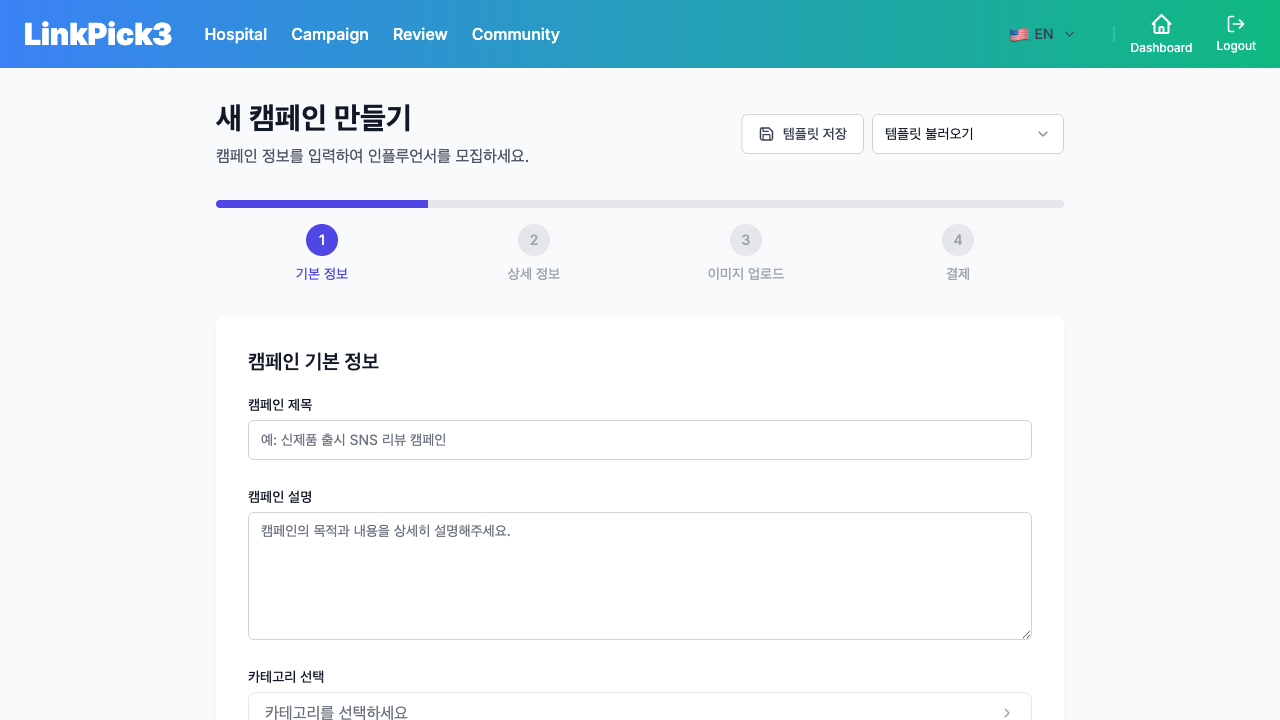 LinkPick3
Hospital Campaign Review Community
EN
Dashboard
Logout
새 캠페인 만들기
캠페인 정보를 입력하여 인플루언서를 모집하세요.
템플릿 저장
템플릿 불러오기
1 2 3 4
기본 정보 상세 정보 이미지 업로드 결제
캠페인 기본 정보
캠페인 제목
예: 신제품 출시 SNS 리뷰 캠페인
캠페인 설명
캠페인의 목적과 내용을 상세히 설명해주세요.
카테고리 선택
카테고리를 선택하세요